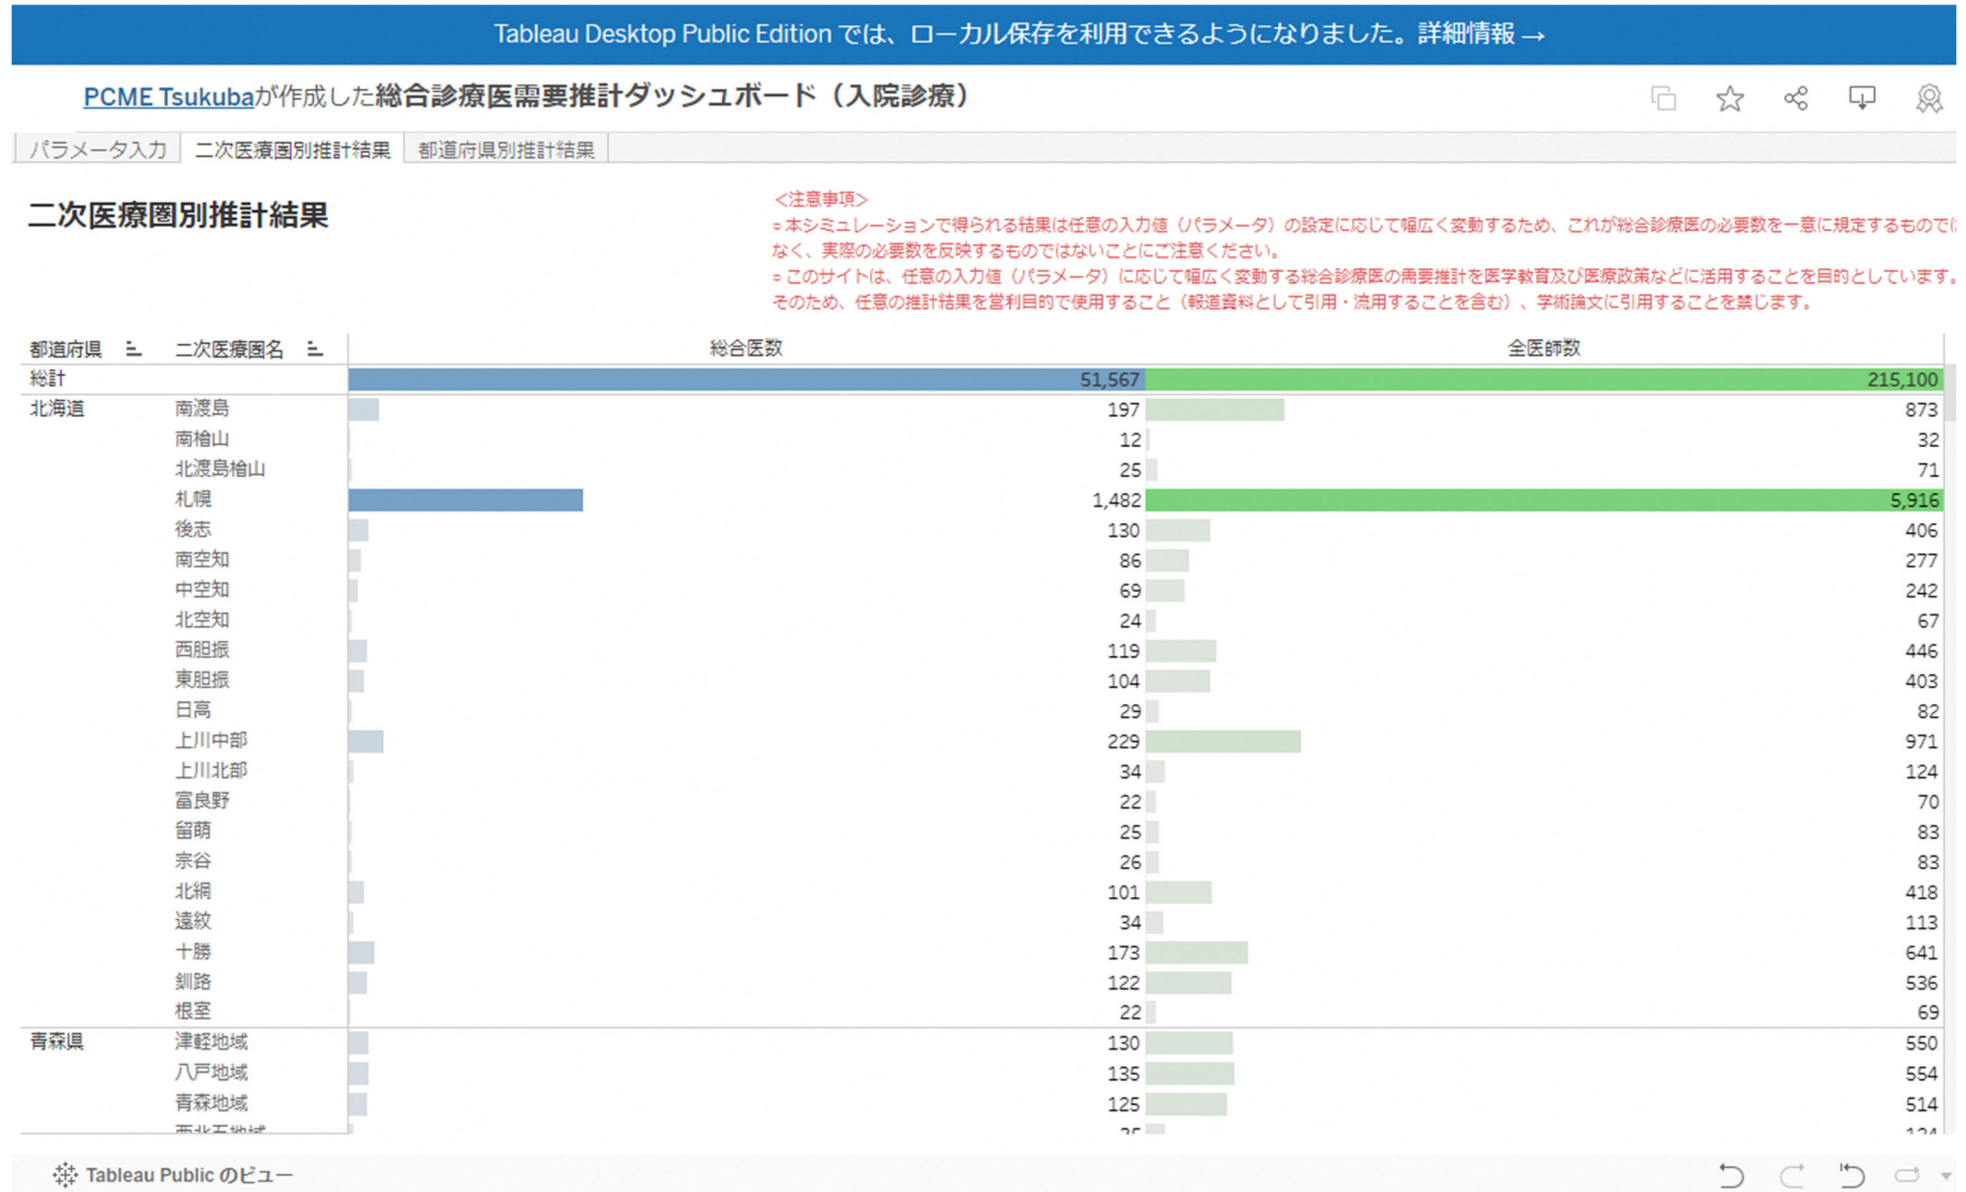 Tableau Desktop Public Edition では、ローカル保存を利用できるようになりました。詳細情報 →
PCME Tsukubaが作成した総合診療医需要推計ダッシュボード（入院診療）
パラメータ入力 二次医療圏別推計結果 都道府県別推計結果
二次医療圏別推計結果
＜注意事項＞
▫本シミュレーションで得られる結果は任意の入力値（パラメータ）の設定に応じて幅広く変動するため、これが総合診療医の必要数を一意に規定するものでは
なく、実際の必要数を反映するものではないことにご注意ください。
▫このサイトは、任意の入力値（パラメータ）に応じて幅広く変動する総合診療医の需要推計を医学教育及び医療政策などに活用することを目的としています。
そのため、任意の推計結果を営利目的で使用すること（報道資料として引用・流用することを含む）、学術論文に引用することを禁じます。
都道府県 二次医療圏名 総合医数 全医師数
総計 51,567 215,100
北海道 南渡島 197 873
南檜山 12 32
北渡島檜山 25 71
札幌 1,482 5,916
後志 130 406
南空知 86 277
中空知 69 242
北空知 24 67
西胆振 119 446
東胆振 104 403
日高 29 82
上川中部 229 971
上川北部 34 124
富良野 22 70
留萌 25 83
宗谷 26 83
北網 101 418
遠紋 34 113
十勝 173 641
釧路 122 536
根室 22 69
青森県 津軽地域 130 550
八戸地域 135 554
青森地域 125 514
西北五地域
Tableau Public のビュー